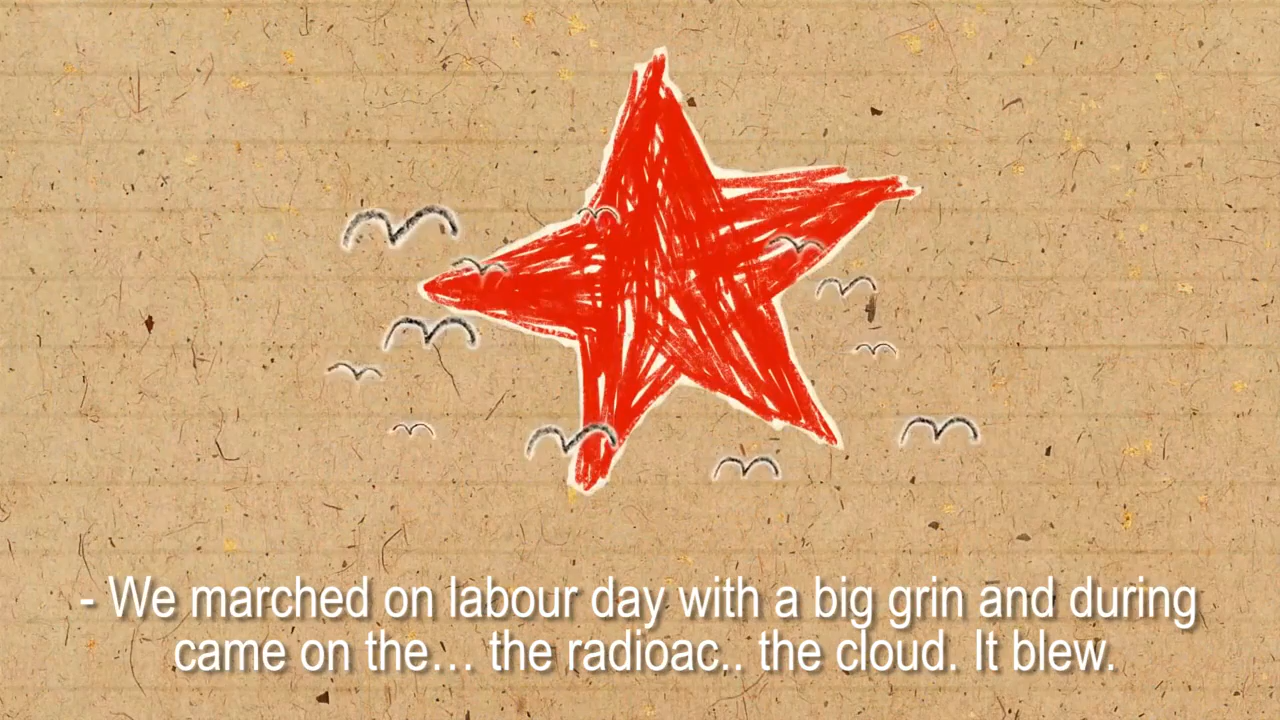 - We marched on labour day with a big grin and during
came on the... the radioac.. the cloud. It blew.